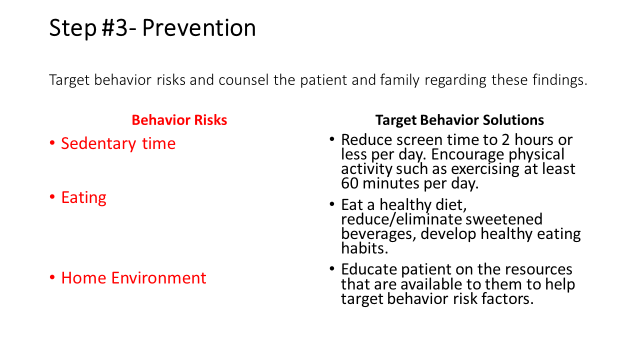 Step #3- Prevention
Target behavior risks and counsel the patient and family regarding these findings.
Behavior Risks
• Sedentary time
• Eating
• Home Environment
Target Behavior Solutions
• Reduce screen time to 2 hours or
less per day. Encourage physical
activity such as exercising at least
60 minutes per day.
• Eat a healthy diet,
reduce/eliminate sweetened
beverages, develop healthy eating
habits.
• Educate patient on the resources
that are available to them to help
target behavior risk factors.